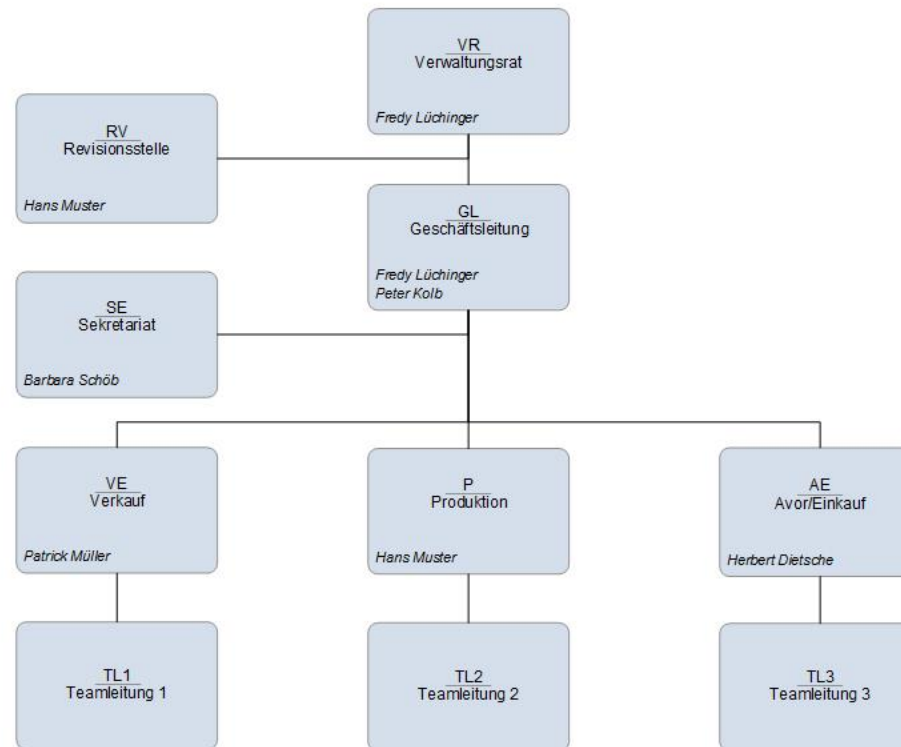 VR
Verwaltungsrat
Fredy Lüchinger
RV
Revisionsstelle
Hans Muster
GL
Geschäftsleitung
Fredy Lüchinger
Peter Kolb
SE
Sekretariat
Barbara Schöb
VE
Verkauf
Patrick Müller
P
Produktion
Hans Muster
AE
Avor/Einkauf
Herbert Dietsche
TL1
Teamleitung 1
TL2
Teamleitung 2
TL3
Teamleitung 3